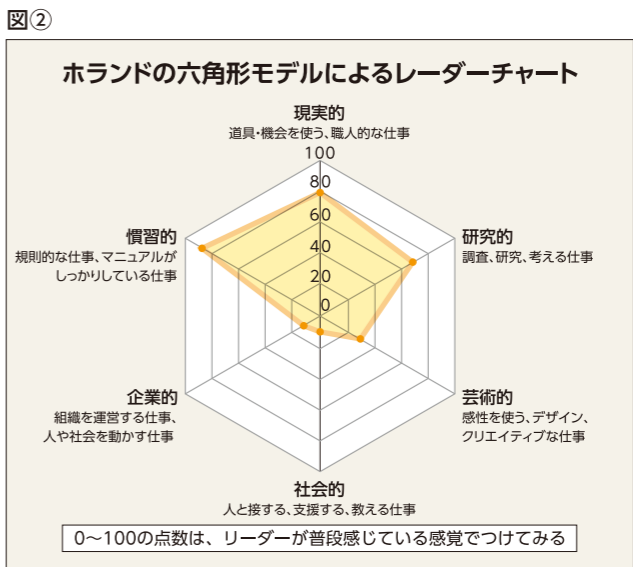 図②
ホランドの六角形モデルによるレーダーチャート
現実的
道具・機会を使う、職人的な仕事
100
80
60
40
20
0
慣習的
規則的な仕事、マニュアルが
しっかりしている仕事
研究的
調査、研究、考える仕事
企業的
組織を運営する仕事、
人や社会を動かす仕事
芸術的
感性を使う、デザイン、
クリエイティブな仕事
社会的
人と接する、支援する、教える仕事
0〜100の点数は、リーダーが普段感じている感覚でつけてみる